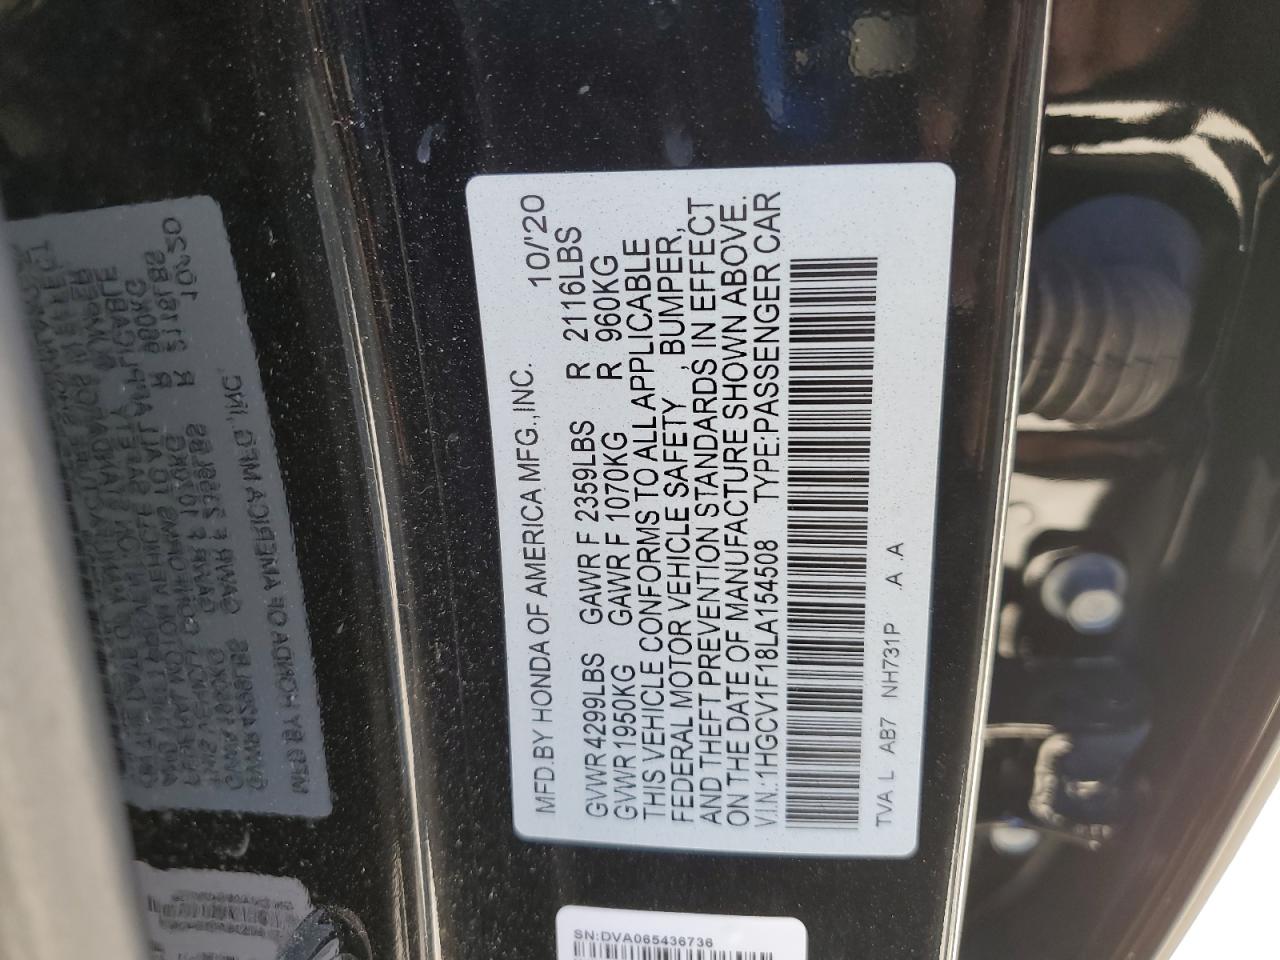 MFD.BY HONDA OF AMERICA MFG.,INC. 10/'20
GVWR 4299LBS GAWR F 2359LBS R 2116LBS
GVWR 1950KG GAWR F 1070KG R 960KG
THIS VEHICLE CONFORMS TO ALL APPLICABLE
FEDERAL MOTOR VEHICLE SAFETY, BUMPER,
AND THEFT PREVENTION STANDARDS, IN EFFECT
ON THE DATE OF MANUFACTURE SHOWN ABOVE.
V.I.N.:1HGCV1F18LA154508 TYPE:PASSENGER CAR
TVA L AB7 NH731P A A
SN:DVA065436736